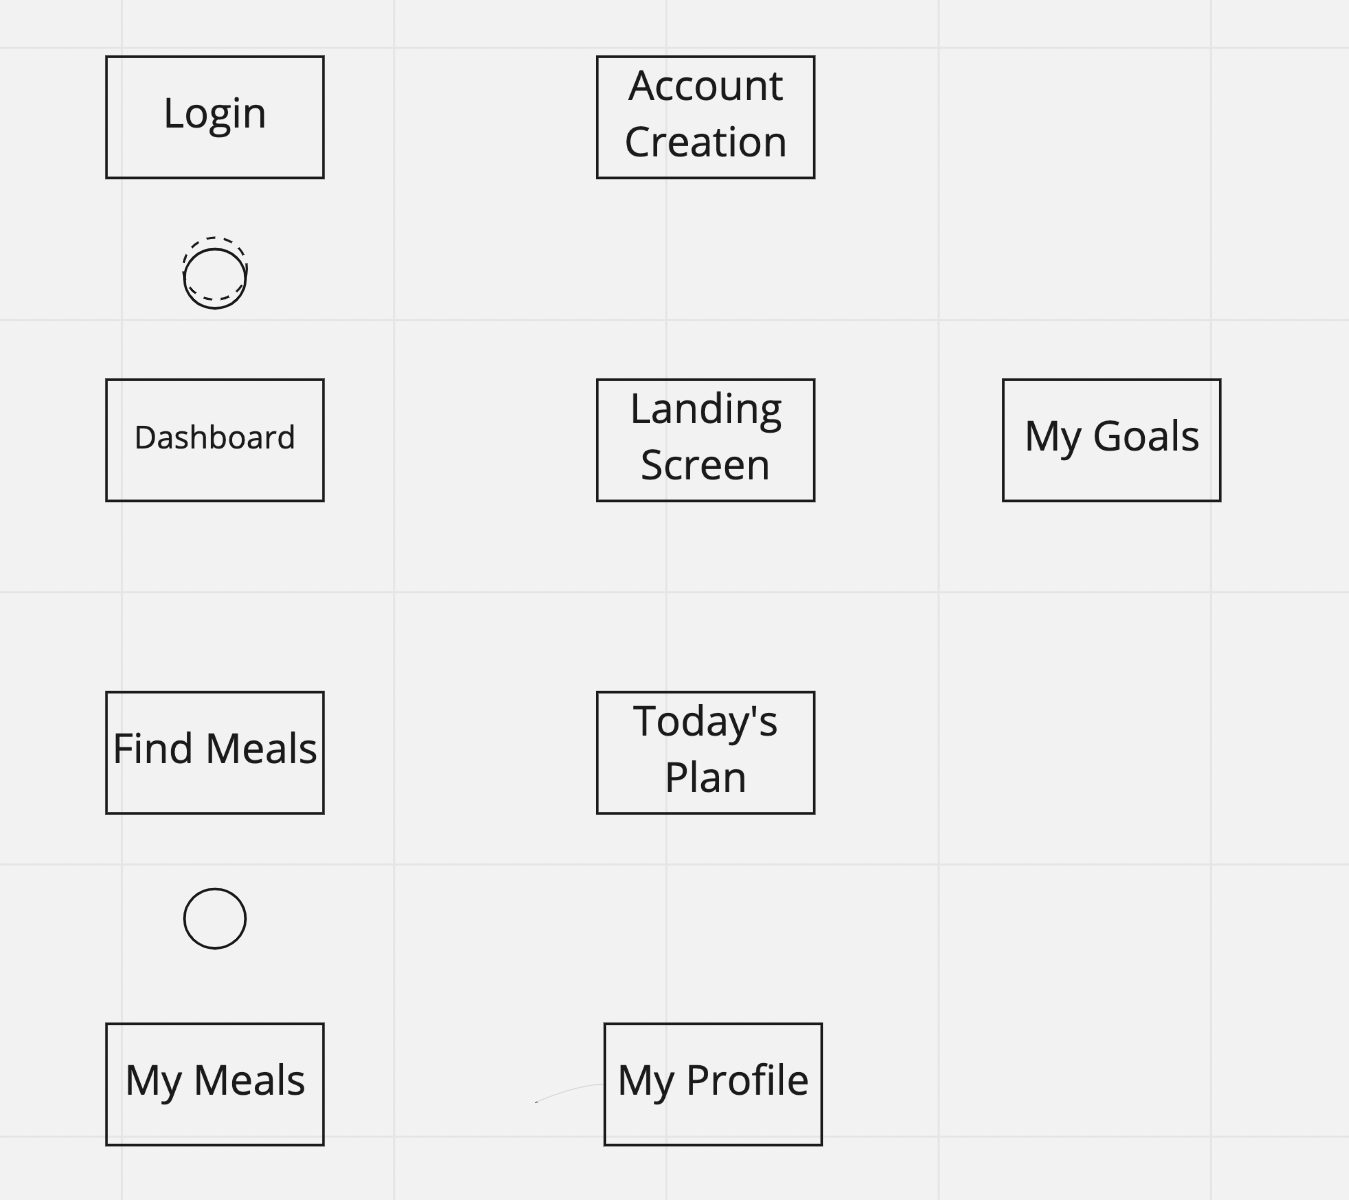 Login
Account
Creation
Dashboard
Landing
Screen
My Goals
Find Meals
Today's
Plan
My Meals
My Profile